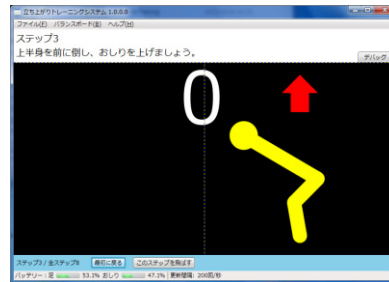 立ち上がりトレーニングシステム 1.0.0.0
ファイル(F) バランスボード(B) ヘルプ(H)
ステップ3
上半身を前に倒し、おしりを上げましょう。
デバッグ
0
ステップ3 / 全ステップ8 最初に戻る このステップを飛ばす
バッテリー：足 53.1% おしり 47.1% 更新間隔：200回/秒